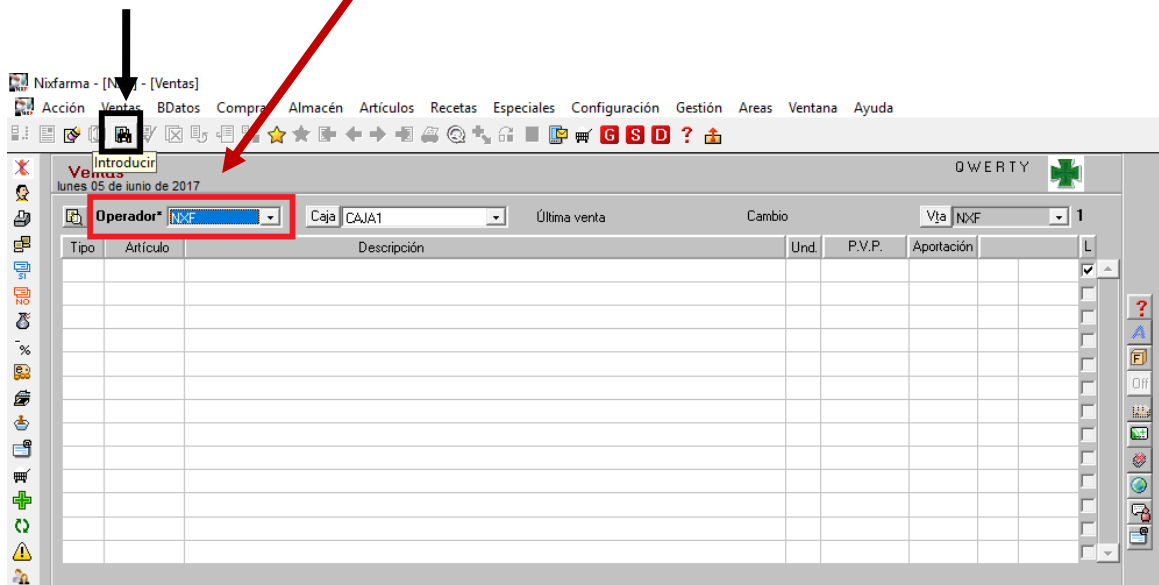 Nixfarma - [N - [Ventas]
Acción Ventas BDatos Compra Almacén Artículos Recetas Especiales Configuración Gestión Areas Ventana Ayuda
G S D ?
Introducir
Ventas
QWERTY
lunes 05 de junio de 2017
Operador* NXF Caja CAJA1 Última venta Cambio Vta NXF 1
Tipo Artículo Descripción Und. P.V.P. Aportación L
SI
NO
%
?
A
F
Off